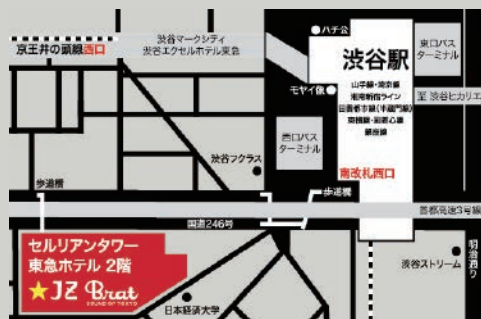 ハチ公
渋谷マークシティ
渋谷エクセルホテル東急
京王井の頭線西口
渋谷駅
東口バス
ターミナル
山手線・埼京線
湘南新宿ライン
田園都市線(半蔵門線)
東横線・副都心線
銀座線
モヤイ像
至 渋谷ヒカリエ
西口バス
ターミナル
渋谷フクラス
南改札西口
歩道橋
歩道橋
首都高速3号線
国道246号
セルリアンタワー
東急ホテル 2階
★JZ Brat
SOUND OF TOKYO
日本経済大学
渋谷ストリーム
明治通り